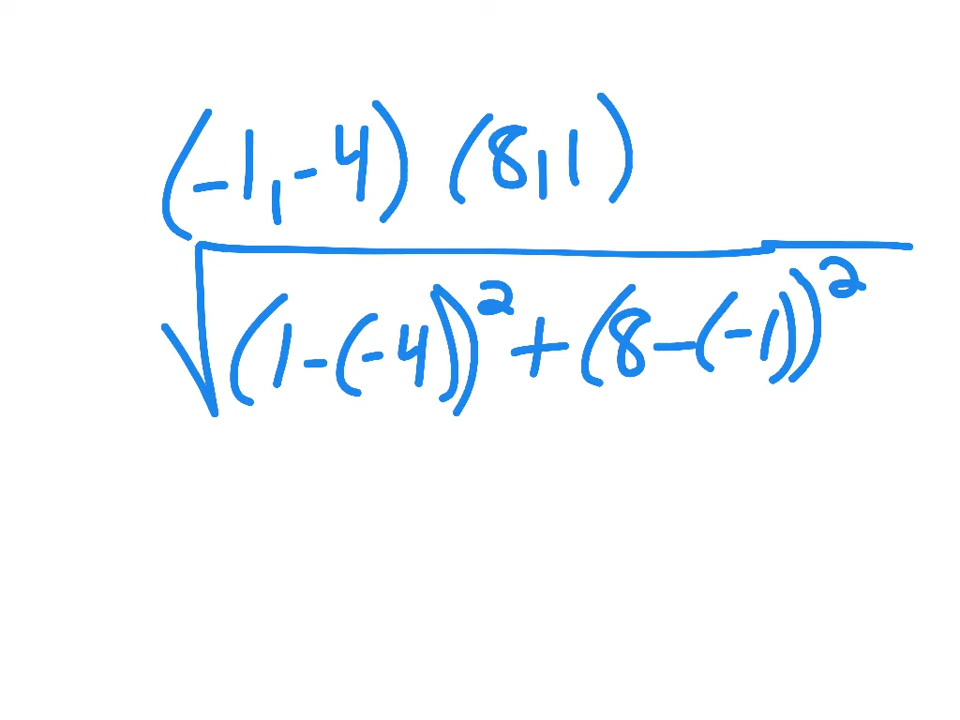 (-1,-4) (8,1)
√((1-(-4))²+(8-(-1))²